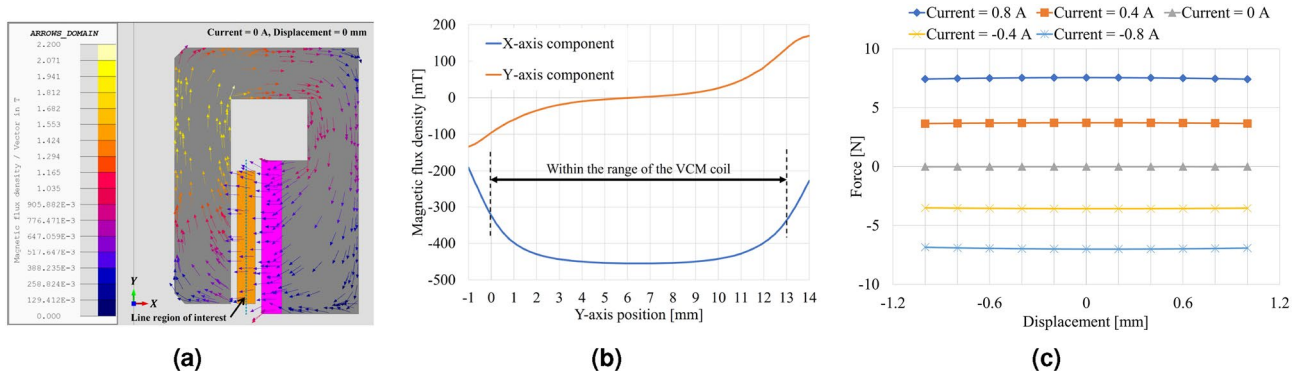 ARROWS_DOMAIN
Current = 0 A, Displacement = 0 mm
Magnetic flux density / Vector in T
2.200
2.071
1.941
1.812
1.682
1.553
1.424
1.294
1.165
1.035
905.882E-3
776.471E-3
647.059E-3
517.647E-3
388.235E-3
258.824E-3
129.412E-3
0.000
Y
X
Line region of interest
(a)
Magnetic flux density [mT]
200
100
0
-100
-200
-300
-400
-500
X-axis component
Y-axis component
Within the range of the VCM coil
-1 0 1 2 3 4 5 6 7 8 9 10 11 12 13 14
Y-axis position [mm]
(b)
Current = 0.8 A Current = 0.4 A Current = 0 A
Current = -0.4 A Current = -0.8 A
Force [N]
10
5
0
-5
-10
-1.2 -0.6 0 0.6 1.2
Displacement [mm]
(c)